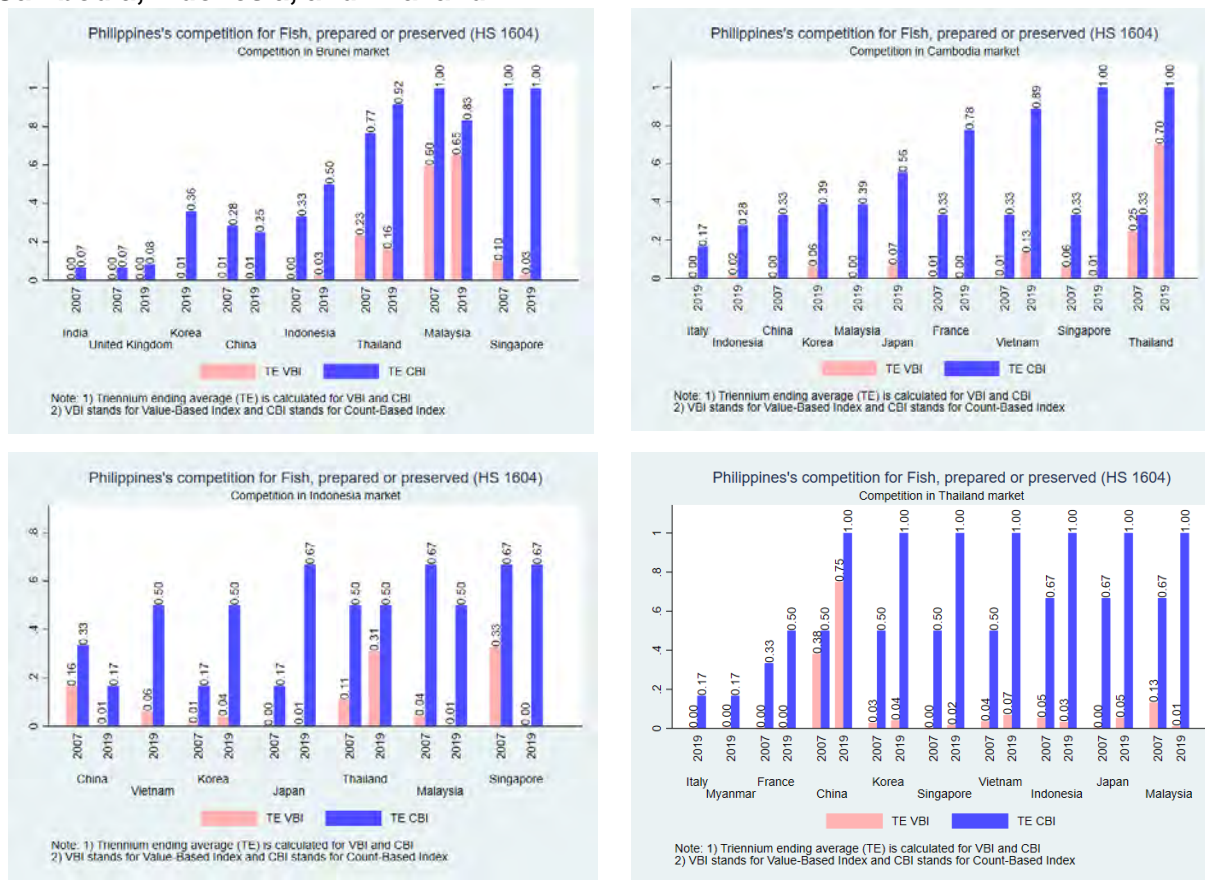 Philippines's competition for Fish, prepared or preserved (HS 1604)
Competition in Brunei market
0 .2 .4 .6 .8 1
0.00 0.07 0.00 0.07 0.00 0.08 0.01 0.36 0.01 0.28 0.01 0.25 0.00 0.33 0.03 0.50 0.23 0.77 0.16 0.92 0.60 1.00 0.65 0.83 0.10 1.00 0.03 1.00
2007 2007 2019 2019 2007 2019 2007 2019 2007 2019 2007 2019 2007 2019
India United Kingdom Korea China Indonesia Thailand Malaysia Singapore
TE VBI TE CBI
Note: 1) Triennium ending average (TE) is calculated for VBI and CBI
2) VBI stands for Value-Based Index and CBI stands for Count-Based Index
Philippines's competition for Fish, prepared or preserved (HS 1604)
Competition in Cambodia market
0 .2 .4 .6 .8 1
0.00 0.17 0.02 0.28 0.00 0.33 0.06 0.39 0.00 0.39 0.07 0.56 0.01 0.33 0.00 0.78 0.01 0.33 0.13 0.89 0.06 0.33 0.01 1.00 0.25 0.33 0.70 1.00
2019 2019 2007 2019 2019 2019 2007 2019 2007 2019 2007 2019 2007 2019
Italy Indonesia China Korea Malaysia Japan France Vietnam Singapore Thailand
TE VBI TE CBI
Note: 1) Triennium ending average (TE) is calculated for VBI and CBI
2) VBI stands for Value-Based Index and CBI stands for Count-Based Index
Philippines's competition for Fish, prepared or preserved (HS 1604)
Competition in Indonesia market
0 .2 .4 .6 .8
0.16 0.33 0.01 0.17 0.06 0.50 0.01 0.17 0.04 0.50 0.00 0.17 0.01 0.67 0.11 0.50 0.31 0.50 0.04 0.67 0.01 0.50 0.33 0.67 0.00 0.67
2007 2019 2019 2007 2019 2007 2019 2007 2019 2007 2019 2007 2019
China Vietnam Korea Japan Thailand Malaysia Singapore
TE VBI TE CBI
Note: 1) Triennium ending average (TE) is calculated for VBI and CBI
2) VBI stands for Value-Based Index and CBI stands for Count-Based Index
Philippines's competition for Fish, prepared or preserved (HS 1604)
Competition in Thailand market
0 .2 .4 .6 .8 1
0.00 0.17 0.00 0.17 0.00 0.33 0.00 0.50 0.38 0.50 0.75 1.00 0.03 0.50 0.04 1.00 0.00 0.50 0.02 1.00 0.04 0.50 0.07 1.00 0.05 0.67 0.03 1.00 0.00 0.67 0.05 1.00 0.13 0.67 0.01 1.00
2019 2019 2007 2019 2007 2019 2007 2019 2007 2019 2007 2019 2007 2019 2007 2019 2007 2019
Italy Myanmar France China Korea Singapore Vietnam Indonesia Japan Malaysia
TE VBI TE CBI
Note: 1) Triennium ending average (TE) is calculated for VBI and CBI
2) VBI stands for Value-Based Index and CBI stands for Count-Based Index